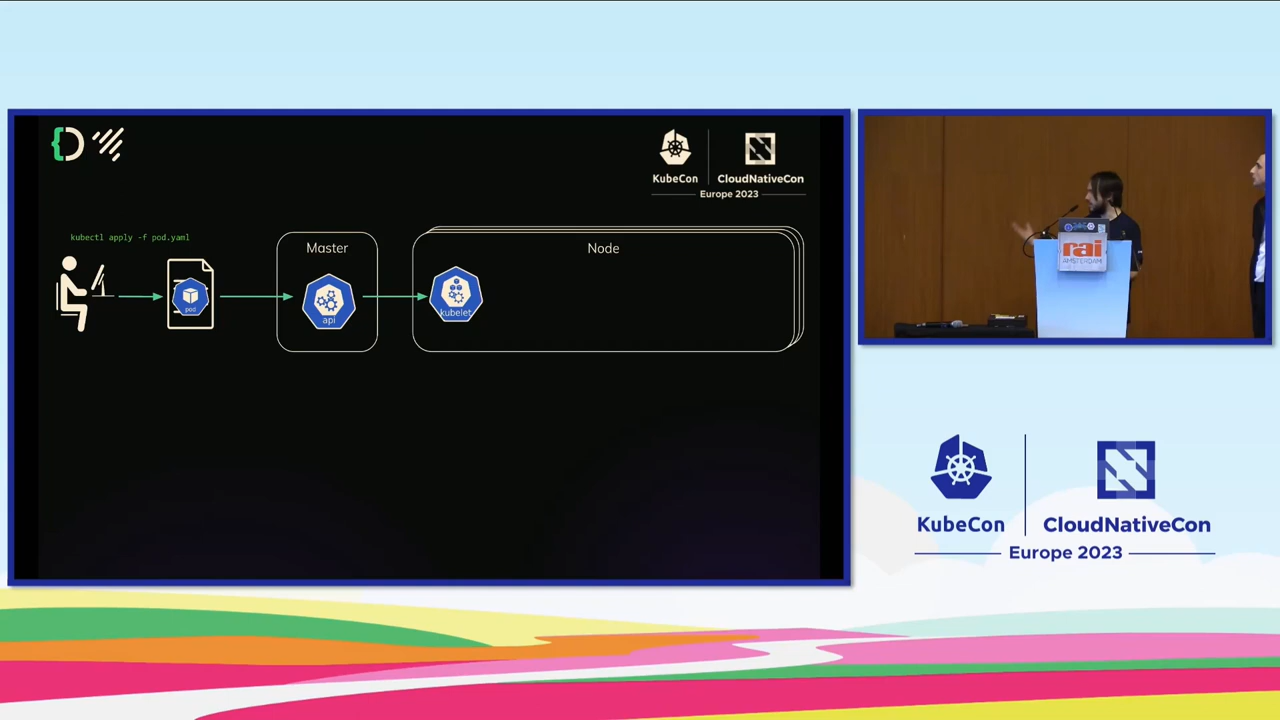 KubeCon
CloudNativeCon
Europe 2023
kubectl apply -f pod.yaml
pod
Master
api
Node
kubelet
rai
AMSTERDAM
KubeCon
CloudNativeCon
Europe 2023